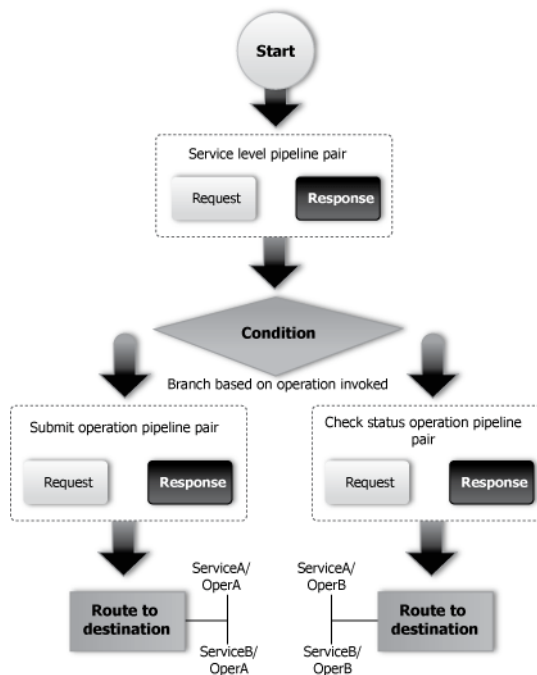 Start
Service level pipeline pair
Request
Response
Condition
Branch based on operation invoked
Submit operation pipeline pair
Request
Response
Check status operation pipeline
pair
Request
Response
Route to
destination
ServiceA/
OperA
ServiceB/
OperA
ServiceA/
OperB
ServiceB/
OperB
Route to
destination